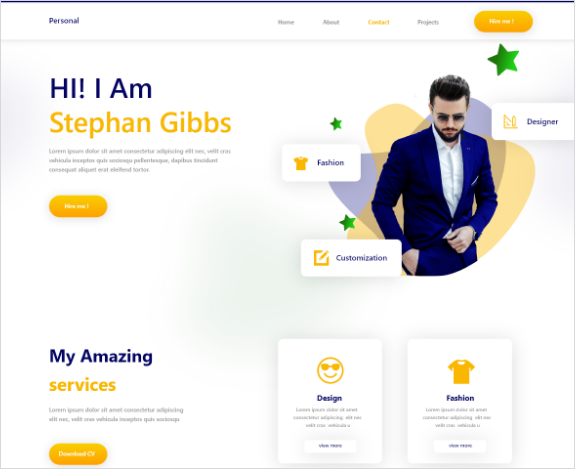 Personal
Home
About
Contact
Projects
Hire me !
HI! I Am
Stephan Gibbs
Lorem ipsum dolor sit amet consectetur adipiscing elit nec, velit cras
vehicula inceptos quis sociosqu pellentesque, dapibus tincidunt
consequat aliquet erat eleifend tortor.
Hire me !
Designer
Fashion
Customization
My Amazing
services
Lorem ipsum dolor sit amet consectetur adipiscing
elit nec, velit cras vehicula inceptos quis sociosqu
Download CV
Design
Lorem ipsum dolor sit amet
consectetur adipiscing elit nec
velit cras vehicula u
view more
Fashion
Lorem ipsum dolor sit amet
consectetur adipiscing elit nec
velit cras vehicula u
view more